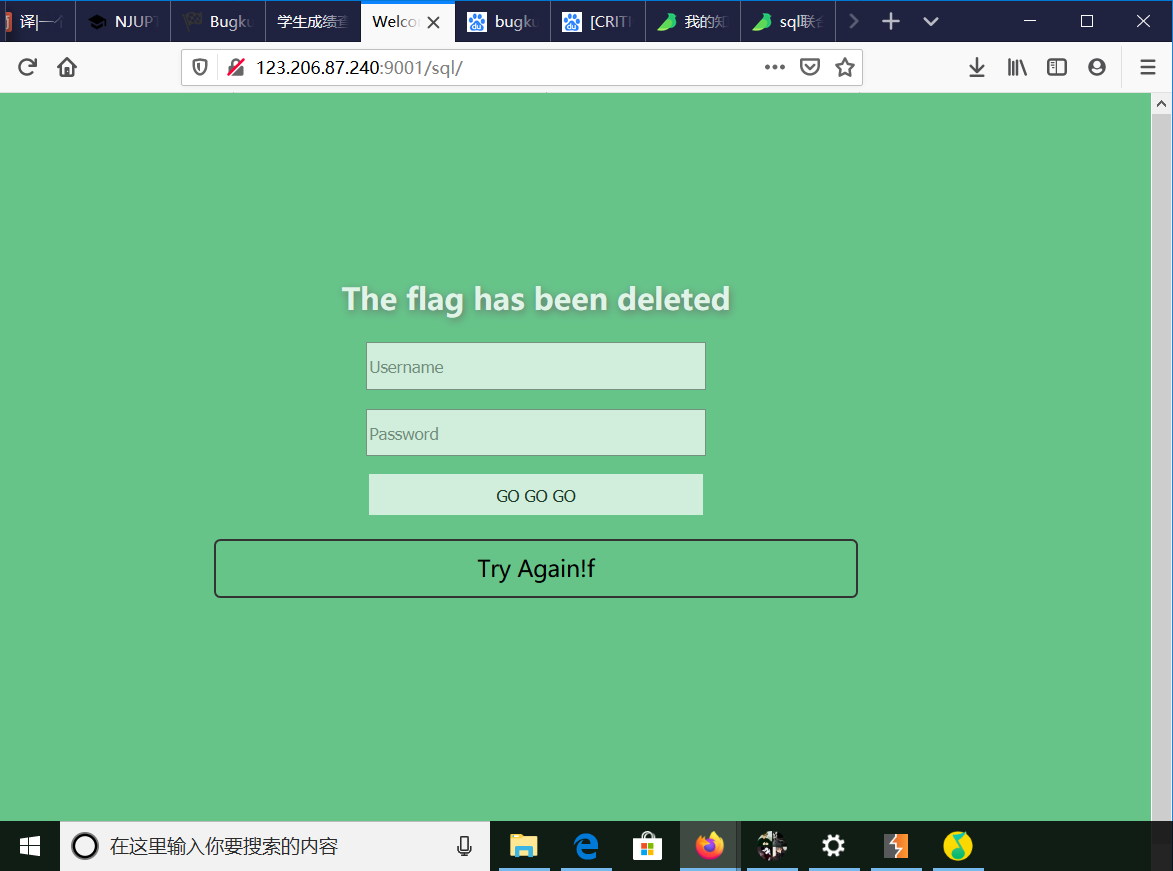 译|一个
NJUPT
Bugku
学生成绩查
Welco
bugku
[CRITI
我的知
sql联合
123.206.87.240:9001/sql/
The flag has been deleted
Username
Password
GO GO GO
Try Again!f
在这里输入你要搜索的内容